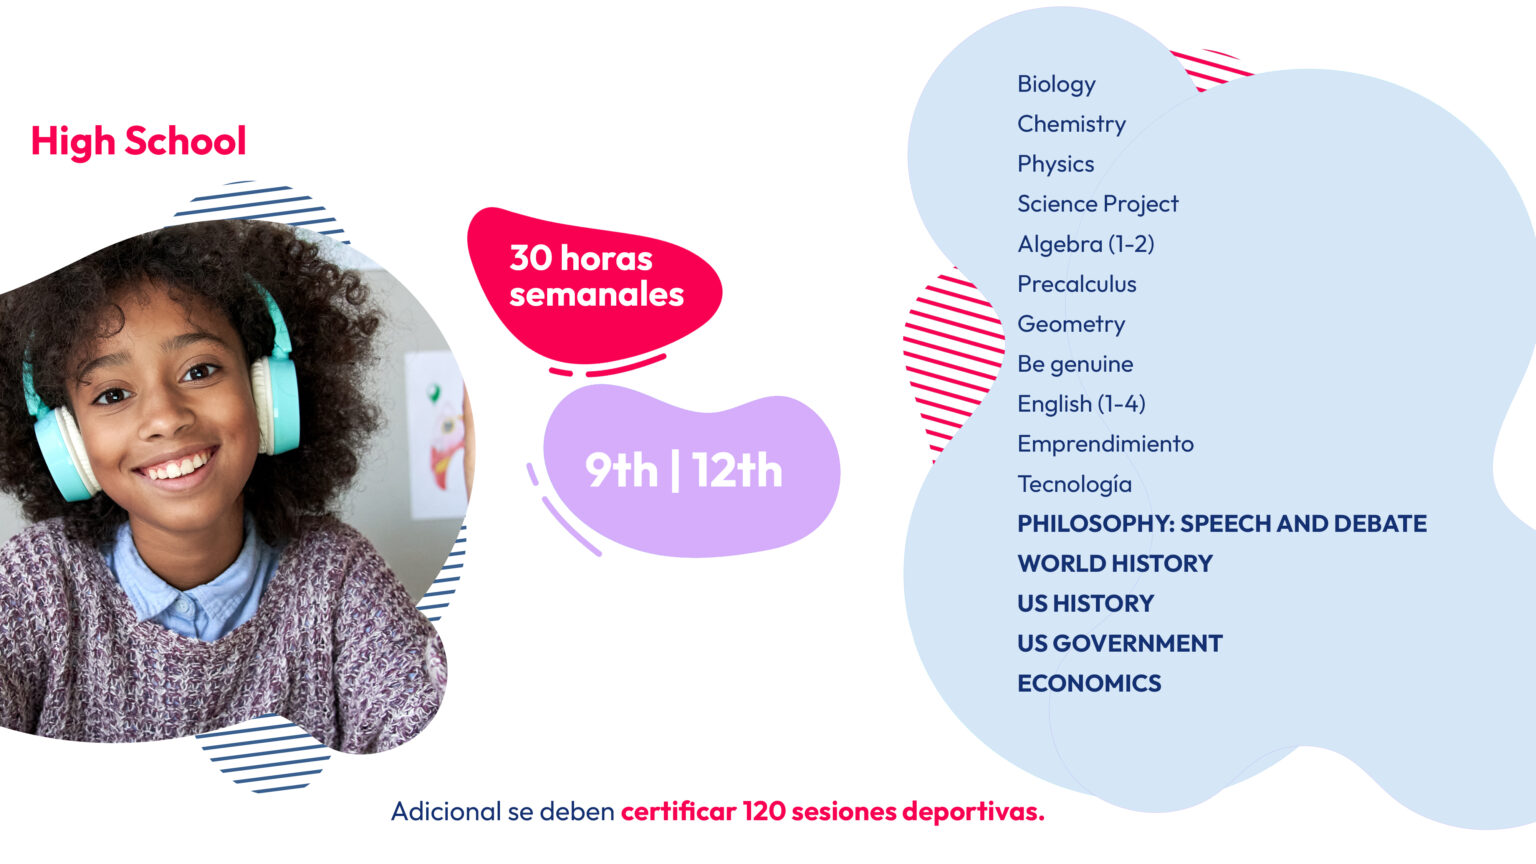 High School
30 horas
semanales
9th | 12th
Biology
Chemistry
Physics
Science Project
Algebra (1-2)
Precalculus
Geometry
Be genuine
English (1-4)
Emprendimiento
Tecnología
PHILOSOPHY: SPEECH AND DEBATE
WORLD HISTORY
US HISTORY
US GOVERNMENT
ECONOMICS
Adicional se deben certificar 120 sesiones deportivas.